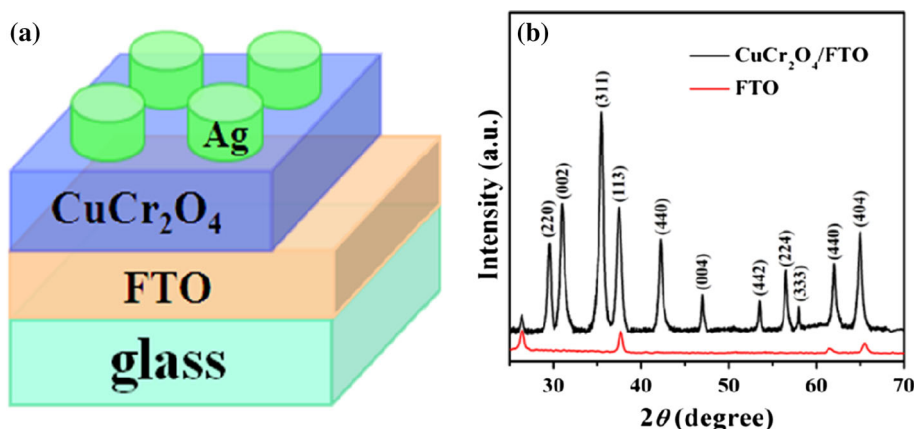 (a)
Ag
CuCr₂O₄
FTO
glass
(b)
CuCr₂O₄/FTO
FTO
(220)
(002)
(311)
(113)
(440)
(004)
(442)
(224)
(333)
(440)
(404)
Intensity (a.u.)
30 40 50 60 70
2θ (degree)